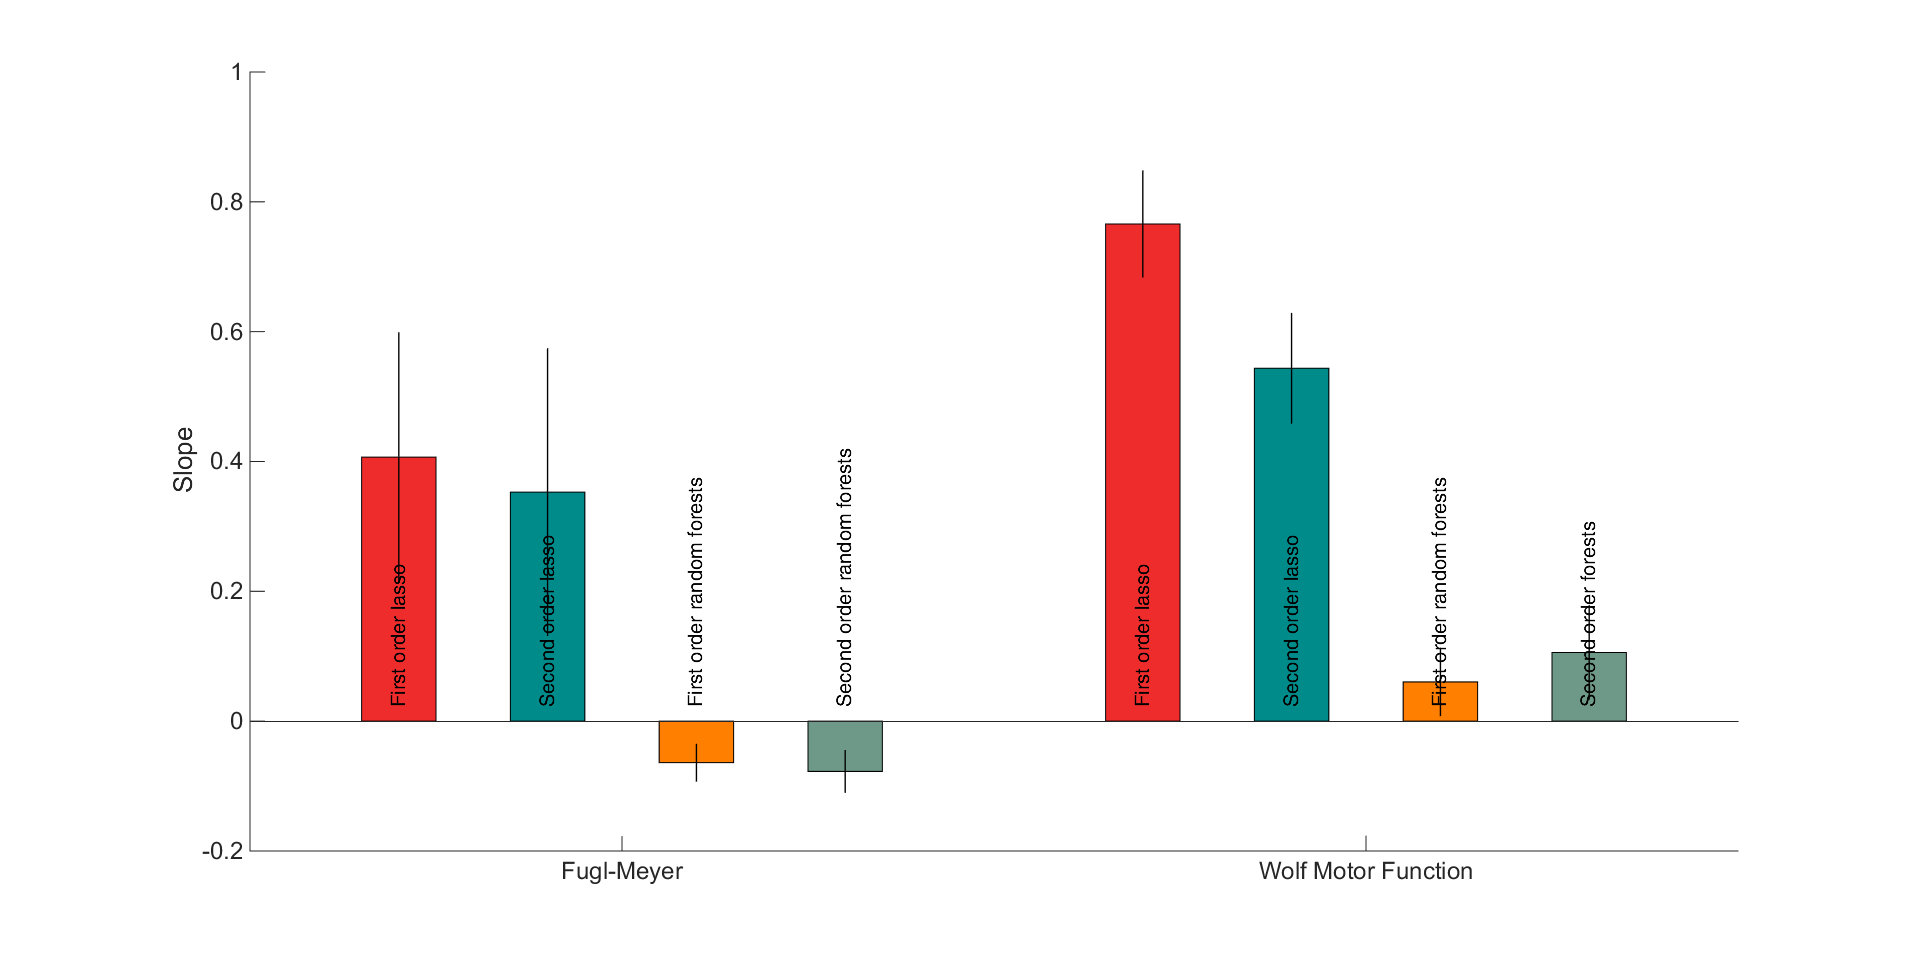 1
0.8
0.6
0.4
0.2
0
-0.2
Slope
First order lasso
Second order lasso
First order random forests
Second order random forests
First order lasso
Second order lasso
First order random forests
Second order forests
Fugl-Meyer
Wolf Motor Function